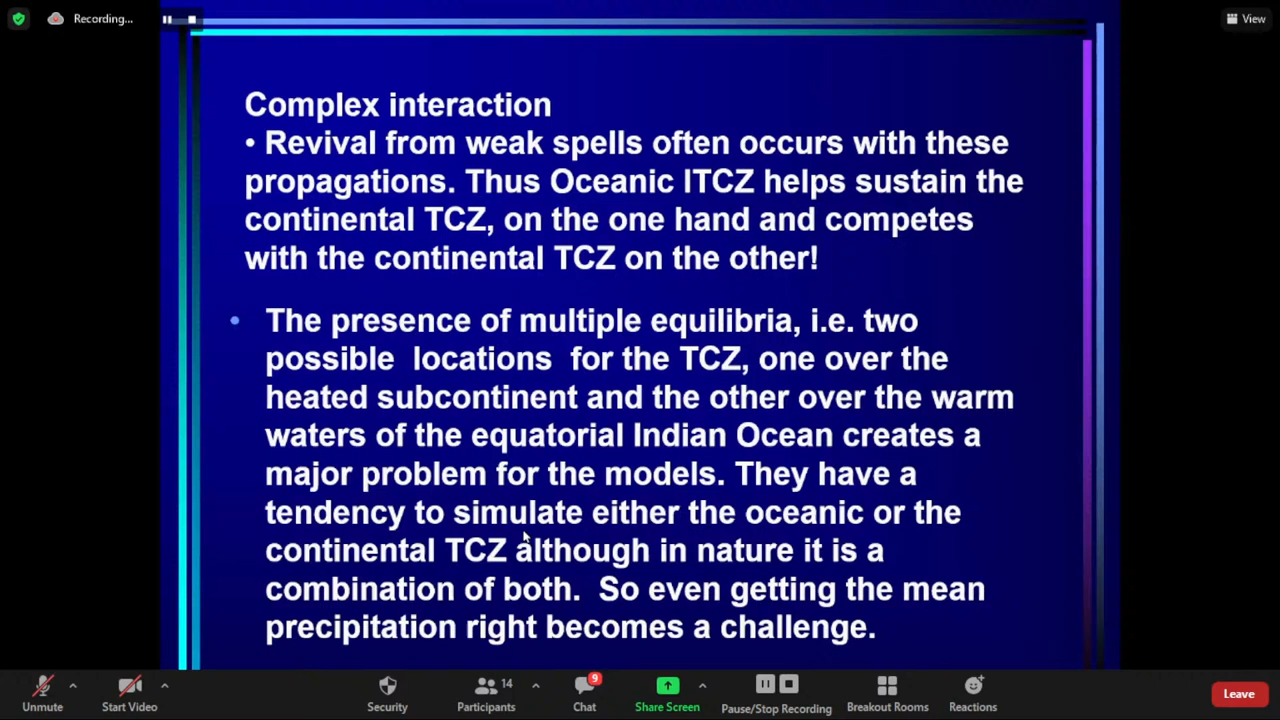 Recording...
View
Complex interaction
• Revival from weak spells often occurs with these
propagations. Thus Oceanic ITCZ helps sustain the
continental TCZ, on the one hand and competes
with the continental TCZ on the other!
• The presence of multiple equilibria, i.e. two
possible locations for the TCZ, one over the
heated subcontinent and the other over the warm
waters of the equatorial Indian Ocean creates a
major problem for the models. They have a
tendency to simulate either the oceanic or the
continental TCZ although in nature it is a
combination of both. So even getting the mean
precipitation right becomes a challenge.
14
9
Unmute
Start Video
Security
Participants
Chat
Share Screen
Pause/Stop Recording
Breakout Rooms
Reactions
Leave